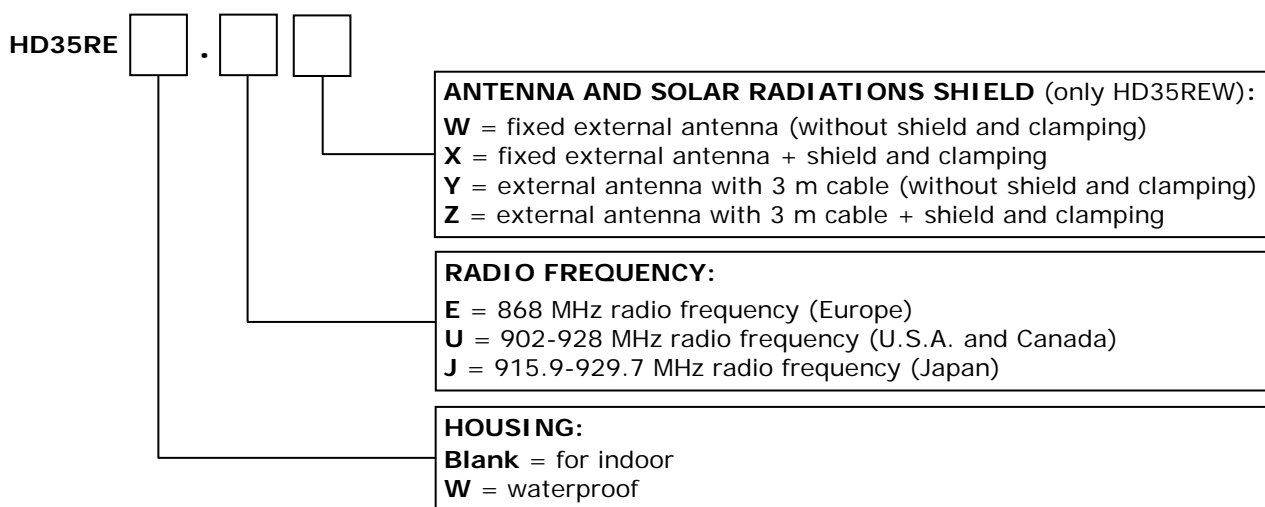 HD35RE .
ANTENNA AND SOLAR RADIATIONS SHIELD (only HD35REW):
W = fixed external antenna (without shield and clamping)
X = fixed external antenna + shield and clamping
Y = external antenna with 3 m cable (without shield and clamping)
Z = external antenna with 3 m cable + shield and clamping
RADIO FREQUENCY:
E = 868 MHz radio frequency (Europe)
U = 902-928 MHz radio frequency (U.S.A. and Canada)
J = 915.9-929.7 MHz radio frequency (Japan)
HOUSING:
Blank = for indoor
W = waterproof